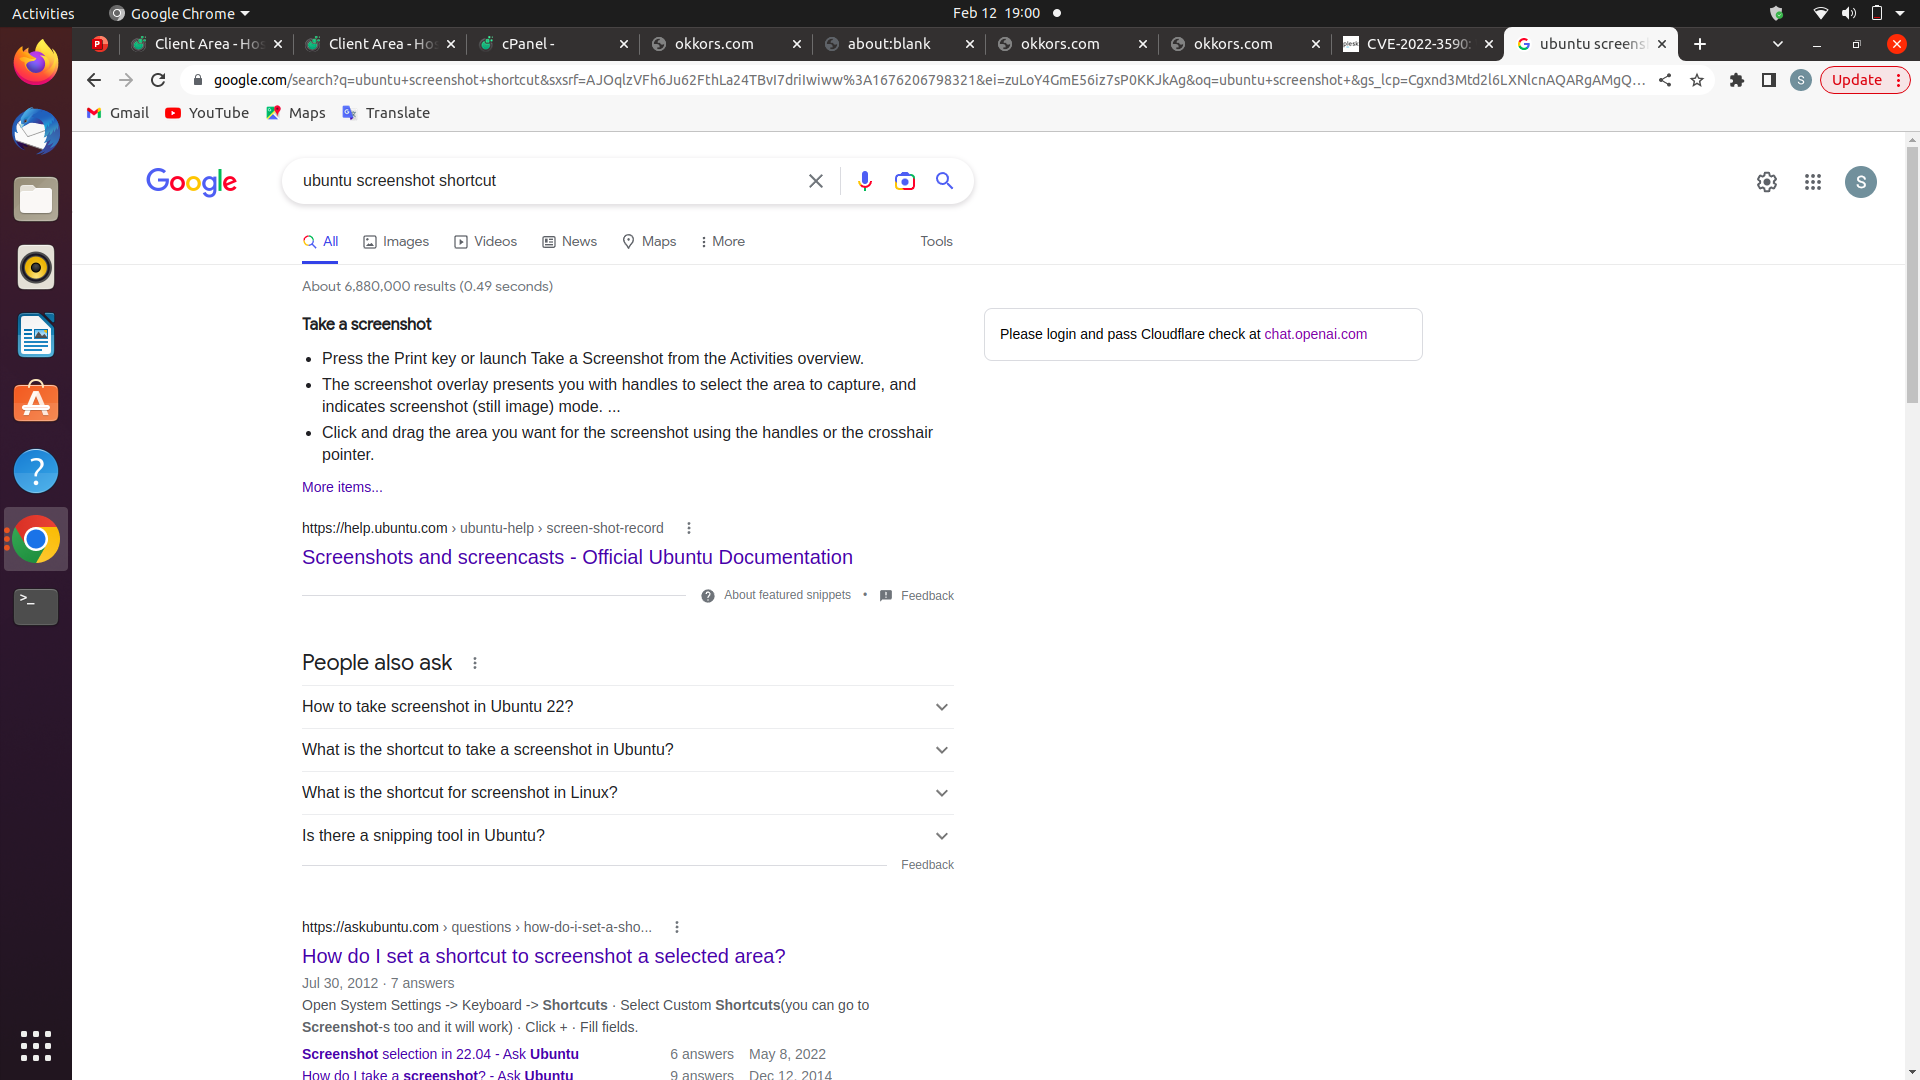 Activities
Google Chrome
Feb 12 19:00
Client Area - Hos
Client Area - Hos
cPanel -
okkors.com
about:blank
okkors.com
okkors.com
CVE-2022-3590
ubuntu screens
google.com/search?q=ubuntu+screenshot+shortcut&sxsrf=AJOqlzVFh6Ju62FthLa24TBvI7driIwiww%3A1676206798321&ei=zuLoY4GmE56iz7sP0KKJkAg&oq=ubuntu+screenshot+&gs_lcp=Cgxnd3Mtd2l6LXNlcnAQARgAMgQ...
S
Update
Gmail
YouTube
Maps
Translate
Google
ubuntu screenshot shortcut
S
All
Images
Videos
News
Maps
More
Tools
About 6,880,000 results (0.49 seconds)
Take a screenshot
• Press the Print key or launch Take a Screenshot from the Activities overview.
• The screenshot overlay presents you with handles to select the area to capture, and
indicates screenshot (still image) mode. ...
• Click and drag the area you want for the screenshot using the handles or the crosshair
pointer.
More items...
Please login and pass Cloudflare check at chat.openai.com
https://help.ubuntu.com › ubuntu-help › screen-shot-record
Screenshots and screencasts - Official Ubuntu Documentation
About featured snippets • Feedback
People also ask
How to take screenshot in Ubuntu 22?
What is the shortcut to take a screenshot in Ubuntu?
What is the shortcut for screenshot in Linux?
Is there a snipping tool in Ubuntu?
Feedback
https://askubuntu.com › questions › how-do-i-set-a-sho...
How do I set a shortcut to screenshot a selected area?
Jul 30, 2012 · 7 answers
Open System Settings -> Keyboard -> Shortcuts · Select Custom Shortcuts(you can go to
Screenshot-s too and it will work) · Click + · Fill fields.
Screenshot selection in 22.04 - Ask Ubuntu 6 answers May 8, 2022
How do I take a screenshot? - Ask Ubuntu 9 answers Dec 12, 2014